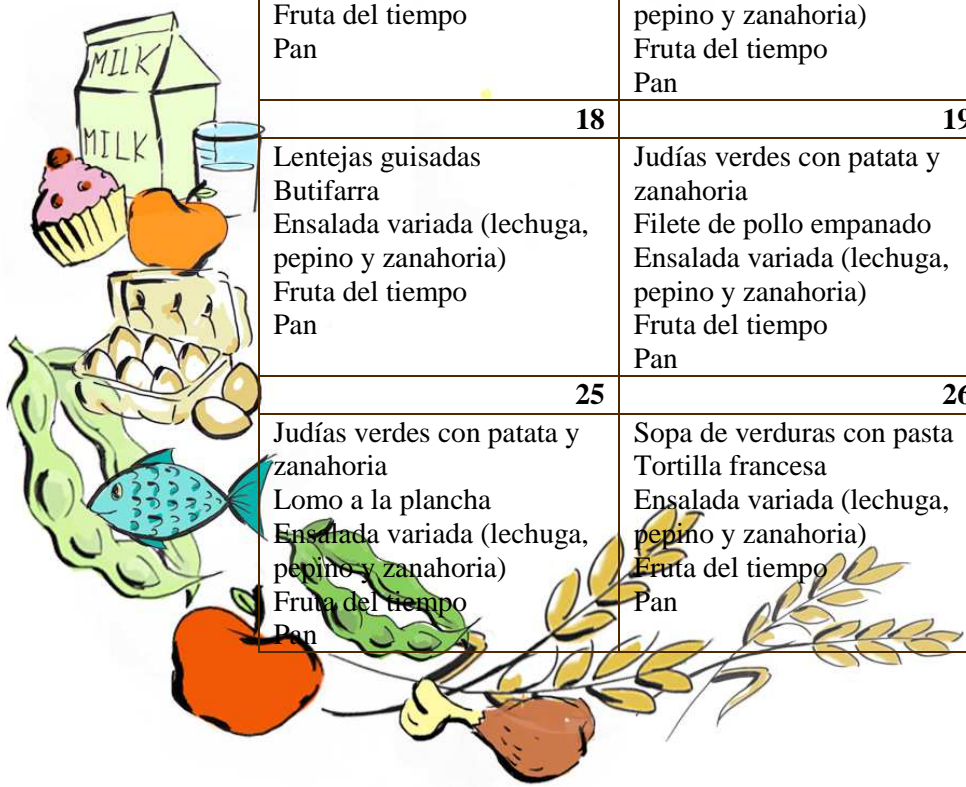 Fruta del tiempo
Pan
pepino y zanahoria)
Fruta del tiempo
Pan
MILK
MILK
18
Lentejas guisadas
Butifarra
Ensalada variada (lechuga,
pepino y zanahoria)
Fruta del tiempo
Pan
19
Judías verdes con patata y
zanahoria
Filete de pollo empanado
Ensalada variada (lechuga,
pepino y zanahoria)
Fruta del tiempo
Pan
25
Judías verdes con patata y
zanahoria
Lomo a la plancha
Ensalada variada (lechuga,
pepino y zanahoria)
Fruta del tiempo
Pan
26
Sopa de verduras con pasta
Tortilla francesa
Ensalada variada (lechuga,
pepino y zanahoria)
Fruta del tiempo
Pan